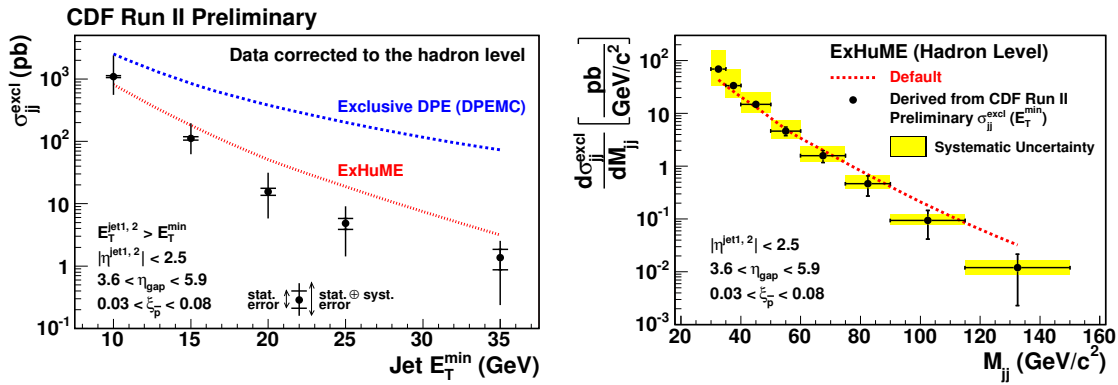 CDF Run II Preliminary
σ_jj^excl (pb)
10^3
10^2
10
1
10^-1
Data corrected to the hadron level
Exclusive DPE (DPEMC)
ExHuME
E_T^jet1, 2 > E_T^min
|η^jet1, 2| < 2.5
3.6 < η_gap < 5.9
0.03 < ξ_p̅ < 0.08
stat. error
stat. ⊕ syst. error
10 15 20 25 30 35
Jet E_T^min (GeV)
dσ_jj^excl / dM_jj [pb / GeV/c^2]
10^2
10
1
10^-1
10^-2
10^-3
ExHuME (Hadron Level)
Default
Derived from CDF Run II
Preliminary σ_jj^excl (E_T^min)
Systematic Uncertainty
|η^jet1, 2| < 2.5
3.6 < η_gap < 5.9
0.03 < ξ_p̅ < 0.08
20 40 60 80 100 120 140 160
M_jj (GeV/c^2)